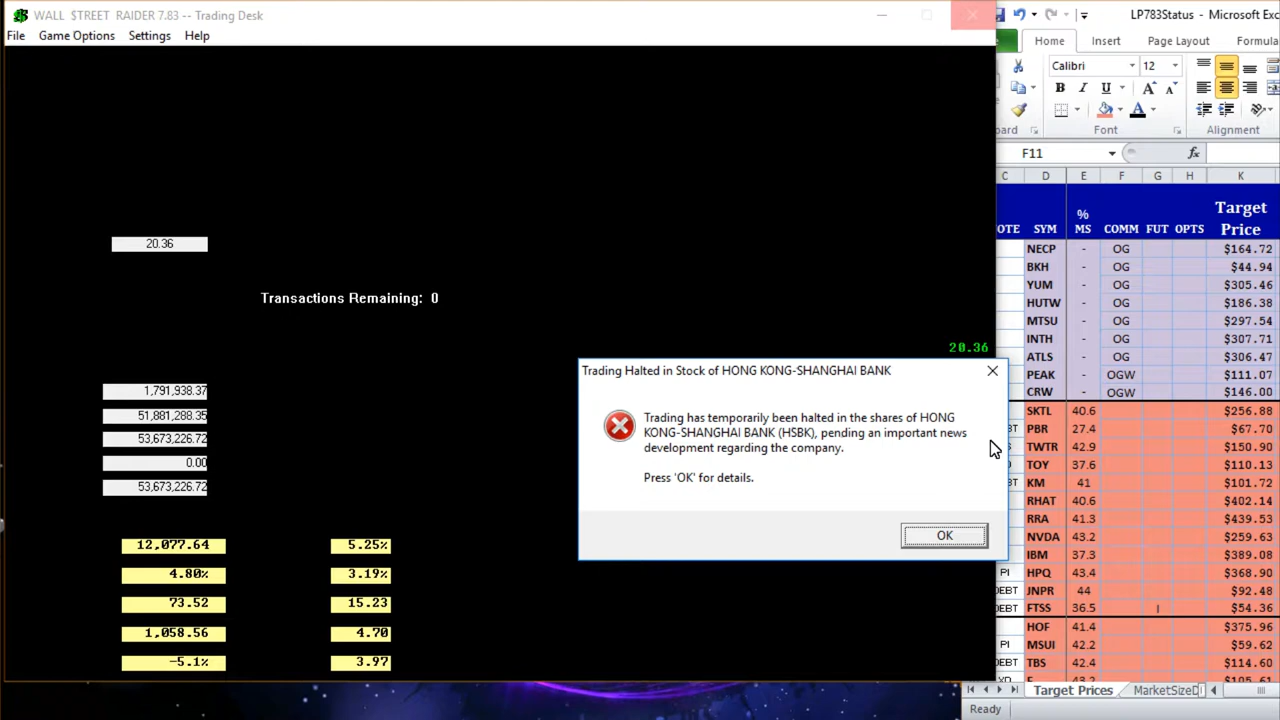 WALL $TREET RAIDER 7.83 -- Trading Desk
File Game Options Settings Help
20.36
Transactions Remaining: 0
20.36
1,791,938.37
51,881,288.35
53,673,226.72
0.00
53,673,226.72
12,077.64 5.25%
4.80% 3.19%
73.52 15.23
1,058.56 4.70
-5.1% 3.97
Trading Halted in Stock of HONG KONG-SHANGHAI BANK
Trading has temporarily been halted in the shares of HONG
KONG-SHANGHAI BANK (HSBK), pending an important news
development regarding the company.
Press 'OK' for details.
OK
LP783Status - Microsoft Exc
Home Insert Page Layout Formula
Calibri 12
B I U A A
A
oard Font Alignment
F11 fx
C D E F G H K
OTE SYM % MS COMM FUT OPTS Target Price
NECP - OG $164.72
BKH - OG $44.94
YUM - OG $305.46
HUTW - OG $186.38
MTSU - OG $297.54
INTH - OG $307.71
ATLS - OG $306.47
PEAK - OGW $111.07
CRW - OGW $146.00
SKTL 40.6 $256.88
BT PBR 27.4 $67.70
S TWTR 42.9 $150.90
TOY 37.6 $110.13
BT KM 41 $101.72
RHAT 40.6 $402.14
RRA 41.3 $439.53
NVDA 43.2 $259.63
IBM 37.3 $389.08
PI HPQ 43.4 $368.90
DEBT JNPR 44 $92.48
DEBT FTSS 36.5 $54.36
HOF 41.4 $375.96
PI MSUI 42.2 $59.62
DEBT TBS 42.4 $114.60
Target Prices MarketSizeD
Ready